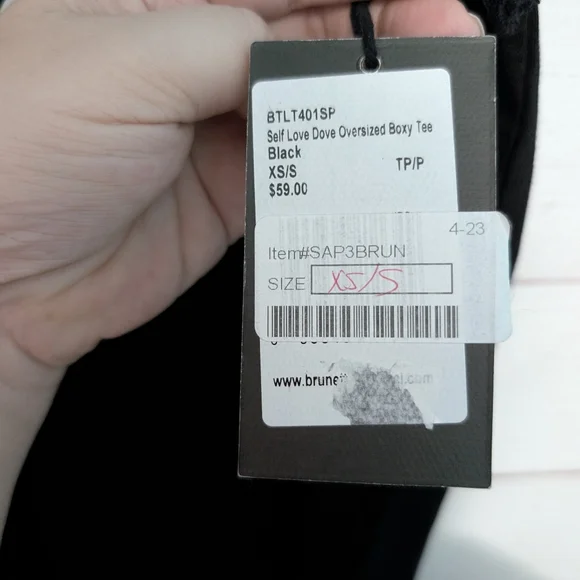 BTLT401SP
Self Love Dove Oversized Boxy Tee
Black
XS/S TP/P
$59.00
4-23
Item#SAP3BRUN
SIZE XS/S